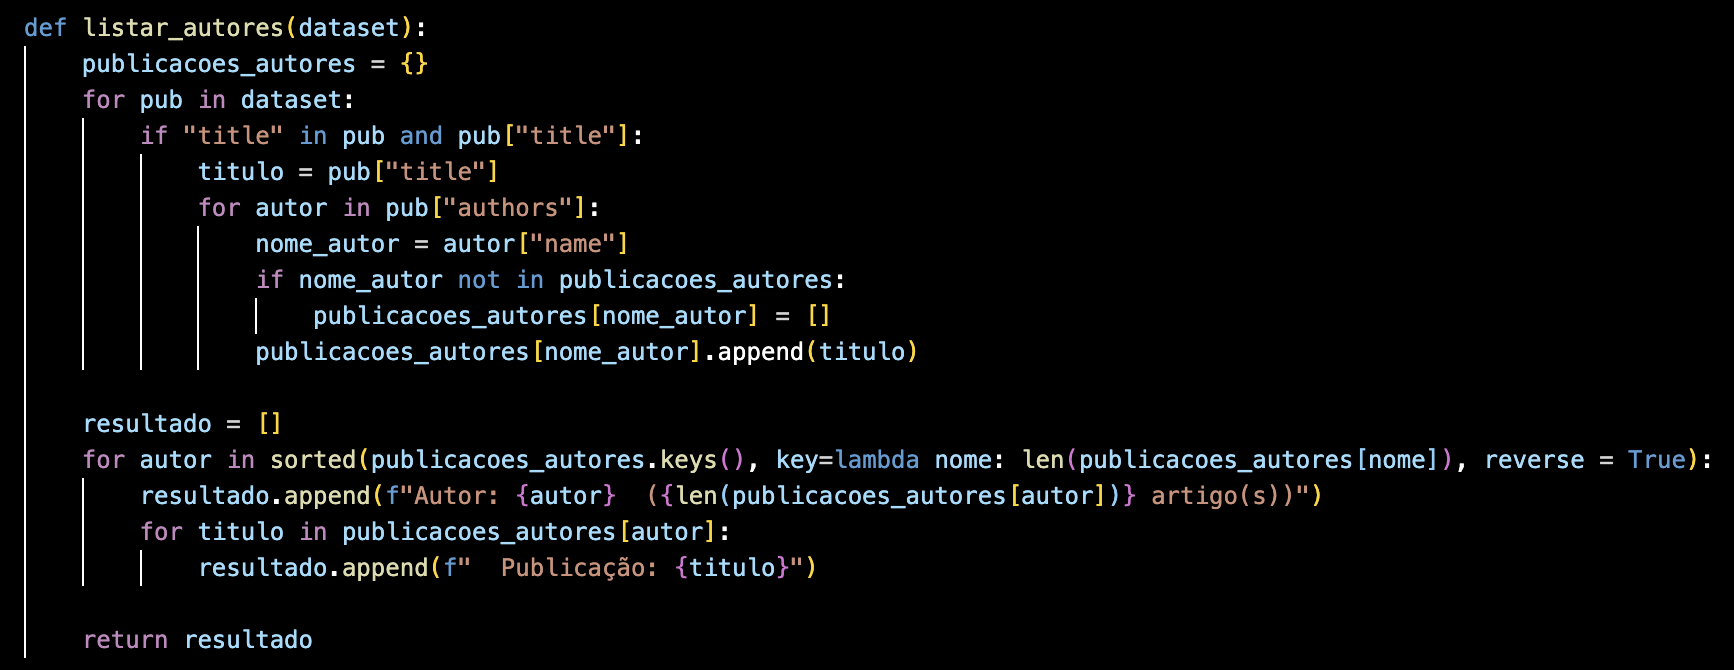 def listar_autores(dataset):
    publicacoes_autores = {}
    for pub in dataset:
        if "title" in pub and pub["title"]:
            titulo = pub["title"]
            for autor in pub["authors"]:
                nome_autor = autor["name"]
                if nome_autor not in publicacoes_autores:
                    publicacoes_autores[nome_autor] = []
                publicacoes_autores[nome_autor].append(titulo)

    resultado = []
    for autor in sorted(publicacoes_autores.keys(), key=lambda nome: len(publicacoes_autores[nome]), reverse = True):
        resultado.append(f"Autor: {autor}  ({len(publicacoes_autores[autor])} artigo(s))")
        for titulo in publicacoes_autores[autor]:
            resultado.append(f"  Publicação: {titulo}")

    return resultado